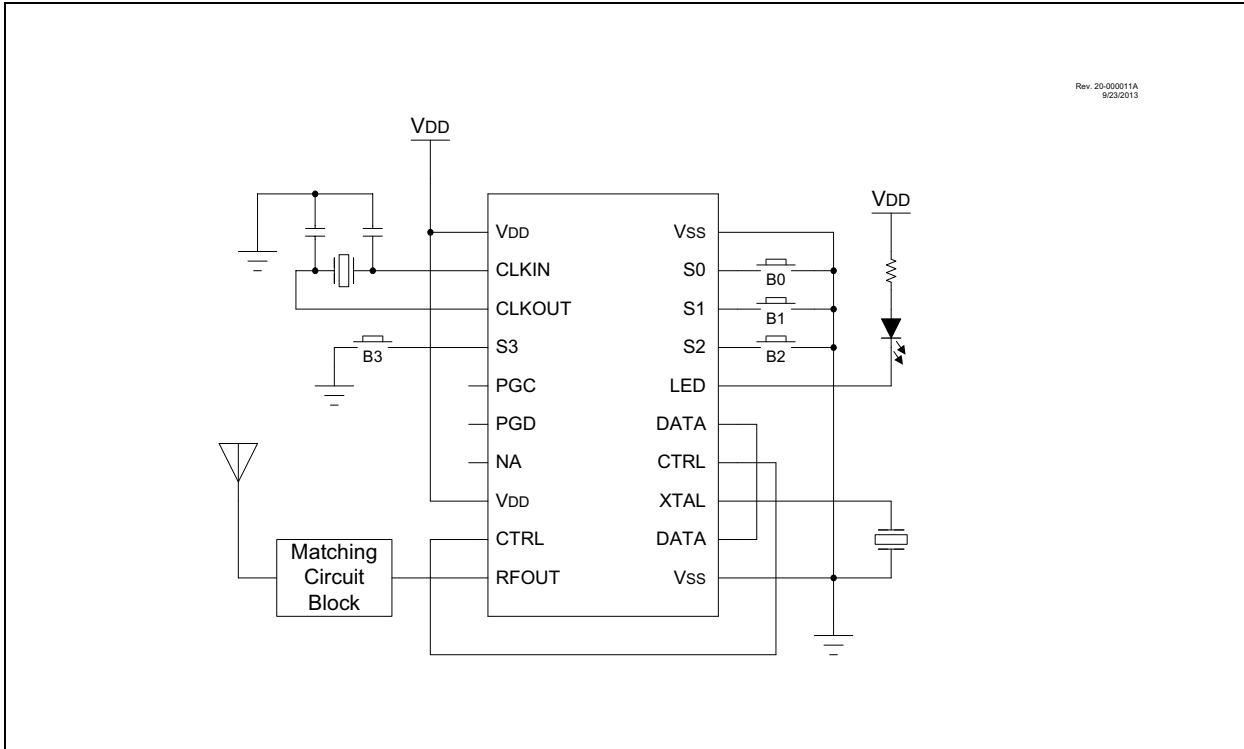 Rev. 20-000011A
9/23/2013
VDD
VDD
VDD
VSS
CLKIN
S0
B0
CLKOUT
S1
B1
S3
B3
S2
B2
PGC
LED
PGD
DATA
NA
CTRL
VDD
XTAL
CTRL
DATA
RFOUT
VSS
Matching
Circuit
Block